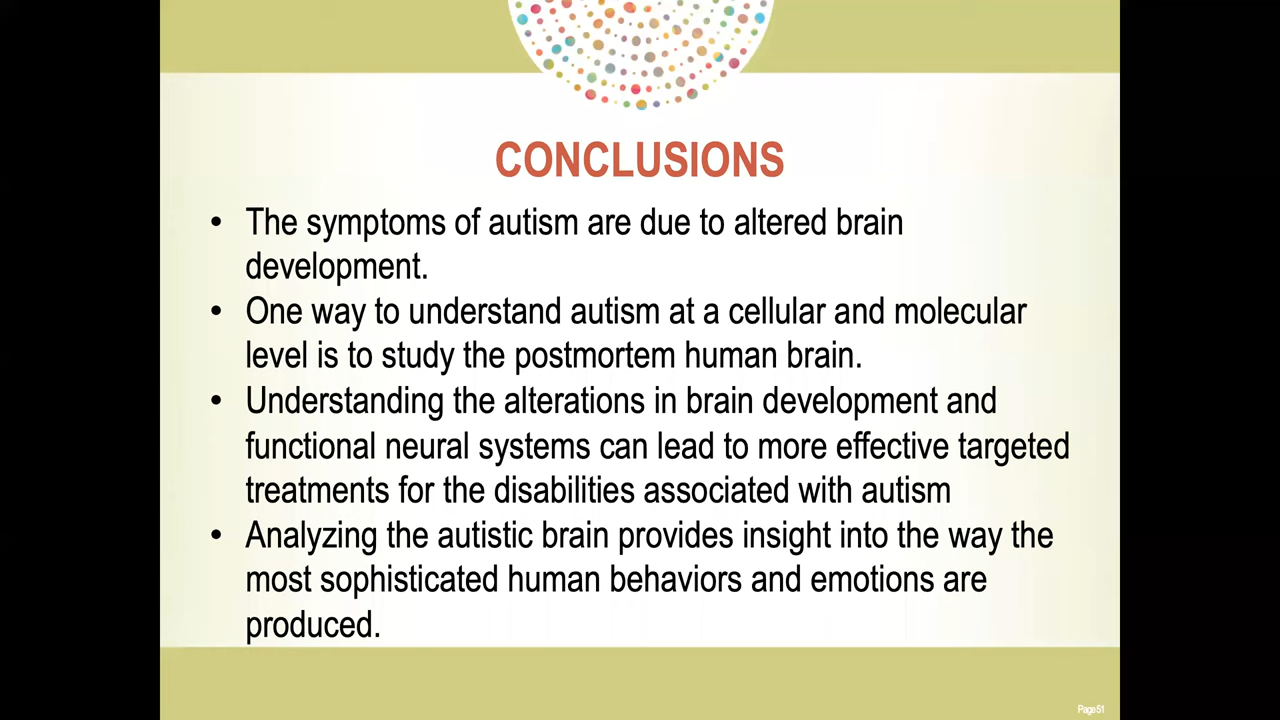 CONCLUSIONS
• The symptoms of autism are due to altered brain
development.
• One way to understand autism at a cellular and molecular
level is to study the postmortem human brain.
• Understanding the alterations in brain development and
functional neural systems can lead to more effective targeted
treatments for the disabilities associated with autism
• Analyzing the autistic brain provides insight into the way the
most sophisticated human behaviors and emotions are
produced.
Page 51